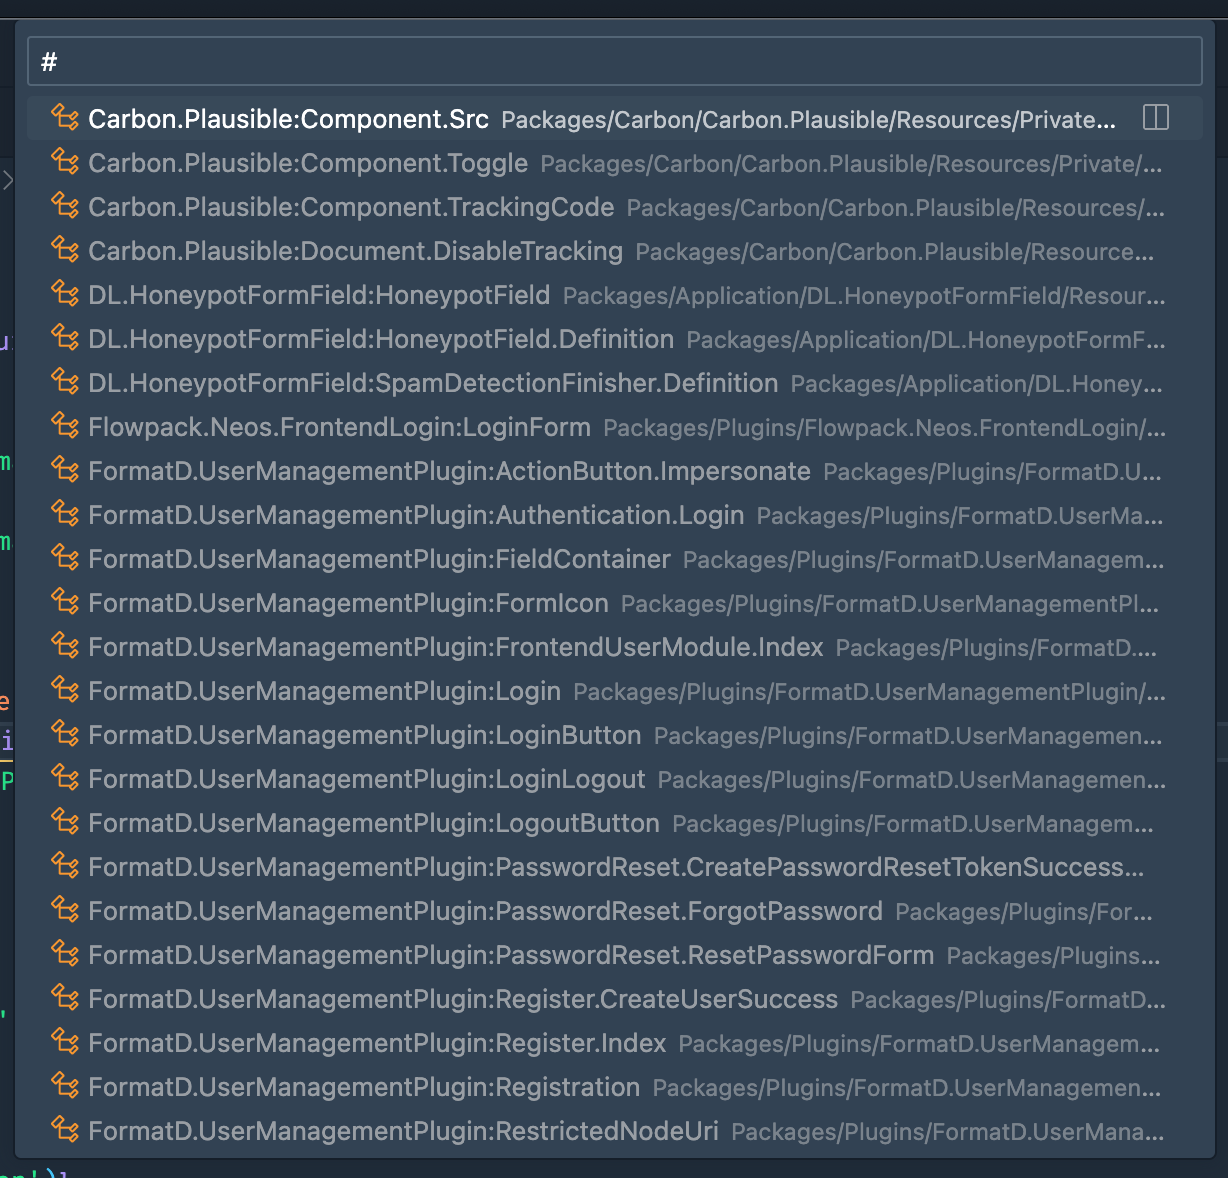 #
Carbon.Plausible:Component.Src Packages/Carbon/Carbon.Plausible/Resources/Private...
Carbon.Plausible:Component.Toggle Packages/Carbon/Carbon.Plausible/Resources/Private/...
Carbon.Plausible:Component.TrackingCode Packages/Carbon/Carbon.Plausible/Resources/...
Carbon.Plausible:Document.DisableTracking Packages/Carbon/Carbon.Plausible/Resource...
DL.HoneypotFormField:HoneypotField Packages/Application/DL.HoneypotFormField/Resour...
DL.HoneypotFormField:HoneypotField.Definition Packages/Application/DL.HoneypotFormF...
DL.HoneypotFormField:SpamDetectionFinisher.Definition Packages/Application/DL.Honey...
Flowpack.Neos.FrontendLogin:LoginForm Packages/Plugins/Flowpack.Neos.FrontendLogin/...
FormatD.UserManagementPlugin:ActionButton.Impersonate Packages/Plugins/FormatD.U...
FormatD.UserManagementPlugin:Authentication.Login Packages/Plugins/FormatD.UserMa...
FormatD.UserManagementPlugin:FieldContainer Packages/Plugins/FormatD.UserManagem...
FormatD.UserManagementPlugin:FormIcon Packages/Plugins/FormatD.UserManagementPl...
FormatD.UserManagementPlugin:FrontendUserModule.Index Packages/Plugins/FormatD....
FormatD.UserManagementPlugin:Login Packages/Plugins/FormatD.UserManagementPlugin/...
FormatD.UserManagementPlugin:LoginButton Packages/Plugins/FormatD.UserManagemen...
FormatD.UserManagementPlugin:LoginLogout Packages/Plugins/FormatD.UserManagemen...
FormatD.UserManagementPlugin:LogoutButton Packages/Plugins/FormatD.UserManagem...
FormatD.UserManagementPlugin:PasswordReset.CreatePasswordResetTokenSuccess...
FormatD.UserManagementPlugin:PasswordReset.ForgotPassword Packages/Plugins/For...
FormatD.UserManagementPlugin:PasswordReset.ResetPasswordForm Packages/Plugins...
FormatD.UserManagementPlugin:Register.CreateUserSuccess Packages/Plugins/FormatD...
FormatD.UserManagementPlugin:Register.Index Packages/Plugins/FormatD.UserManagem...
FormatD.UserManagementPlugin:Registration Packages/Plugins/FormatD.UserManagemen...
FormatD.UserManagementPlugin:RestrictedNodeUri Packages/Plugins/FormatD.UserMana...